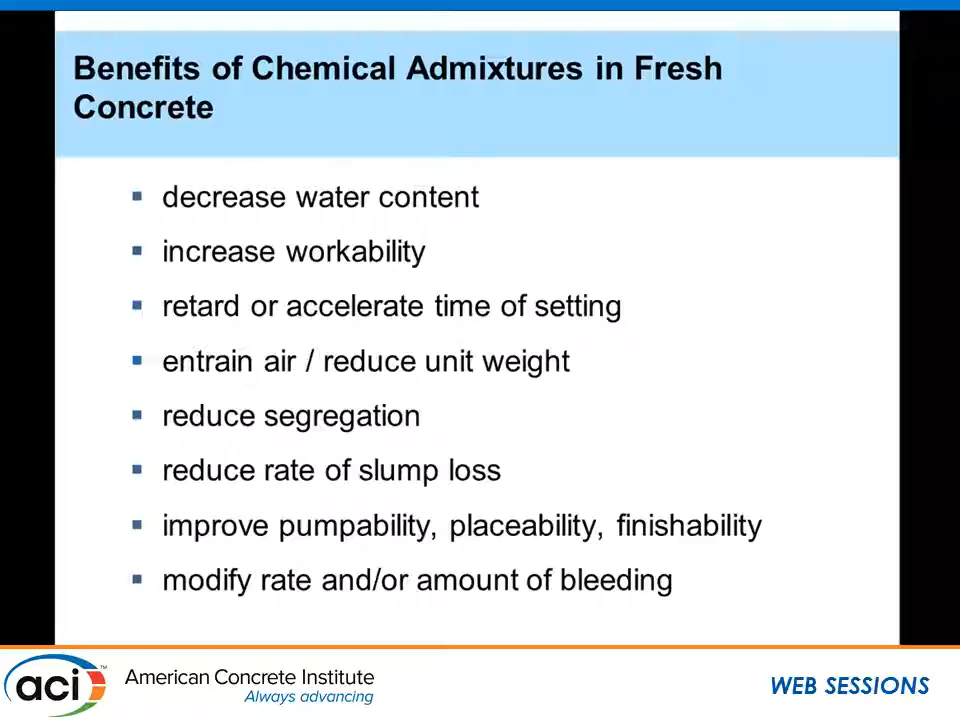 Benefits of Chemical Admixtures in Fresh
Concrete
▪ decrease water content
▪ increase workability
▪ retard or accelerate time of setting
▪ entrain air / reduce unit weight
▪ reduce segregation
▪ reduce rate of slump loss
▪ improve pumpability, placeability, finishability
▪ modify rate and/or amount of bleeding
aci™
American Concrete Institute
Always advancing
WEB SESSIONS